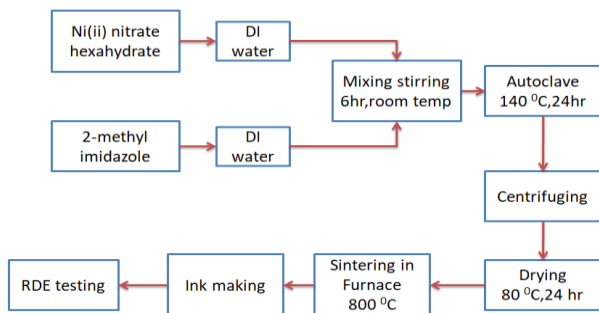 Ni(ii) nitrate
hexahydrate
DI
water
2-methyl
imidazole
DI
water
Mixing stirring
6hr,room temp
Autoclave
140 ⁰C,24hr
Centrifuging
Drying
80 ⁰C,24 hr
Sintering in
Furnace
800 ⁰C
Ink making
RDE testing